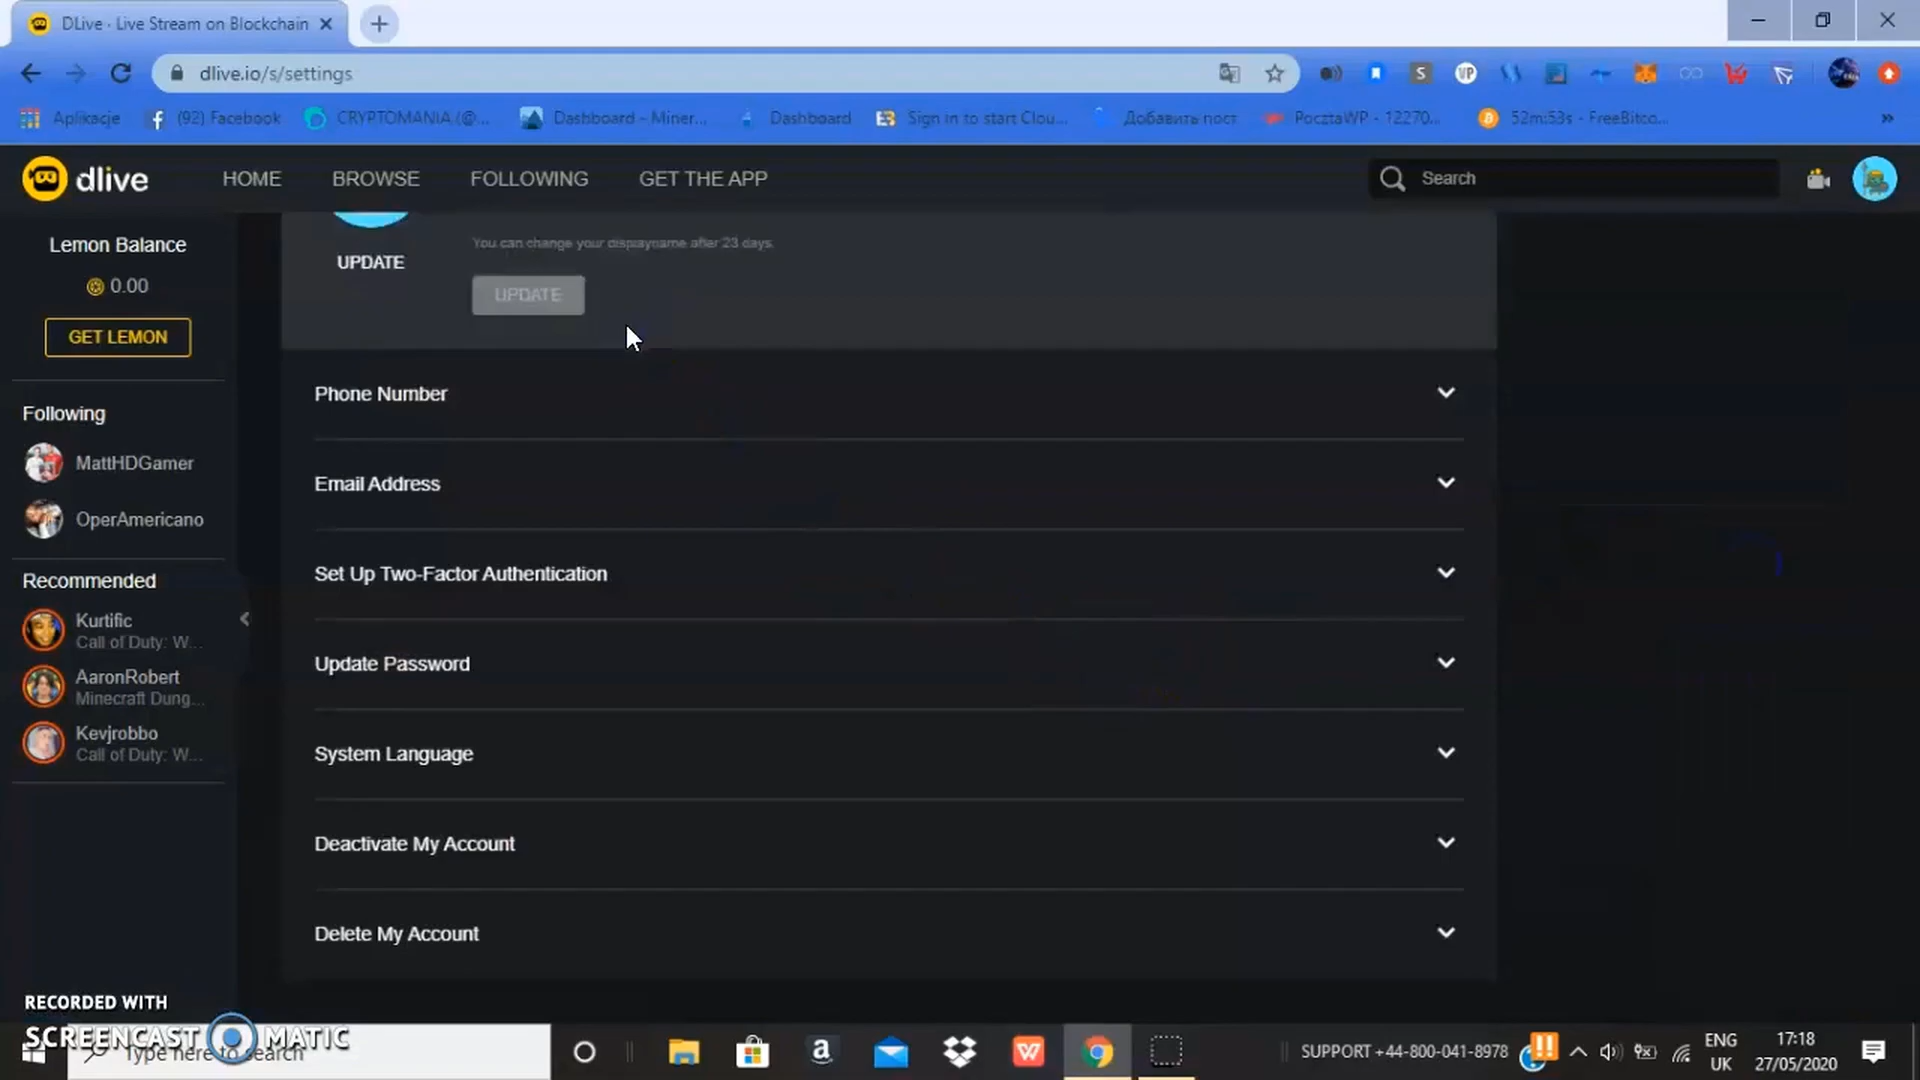 DLive · Live Stream on Blockchain
dlive.io/s/settings
Aplikacje
(92) Facebook
CRYPTOMANIA (@...
Dashboard - Miner...
Dashboard
Sign in to start Clou...
Добавить пост
PocztaWP - 12270...
52m:53s - FreeBitco...
dlive
HOME
BROWSE
FOLLOWING
GET THE APP
Search
Lemon Balance
0.00
GET LEMON
Following
MattHDGamer
OperAmericano
Recommended
Kurtific
Call of Duty: W...
AaronRobert
Minecraft Dung...
Kevjrobbo
Call of Duty: W...
You can change your displayname after 23 days.
UPDATE
UPDATE
Phone Number
Email Address
Set Up Two-Factor Authentication
Update Password
System Language
Deactivate My Account
Delete My Account
RECORDED WITH
SCREENCAST MATIC
Type here to search
SUPPORT +44-800-041-8978
ENG
UK
17:18
27/05/2020